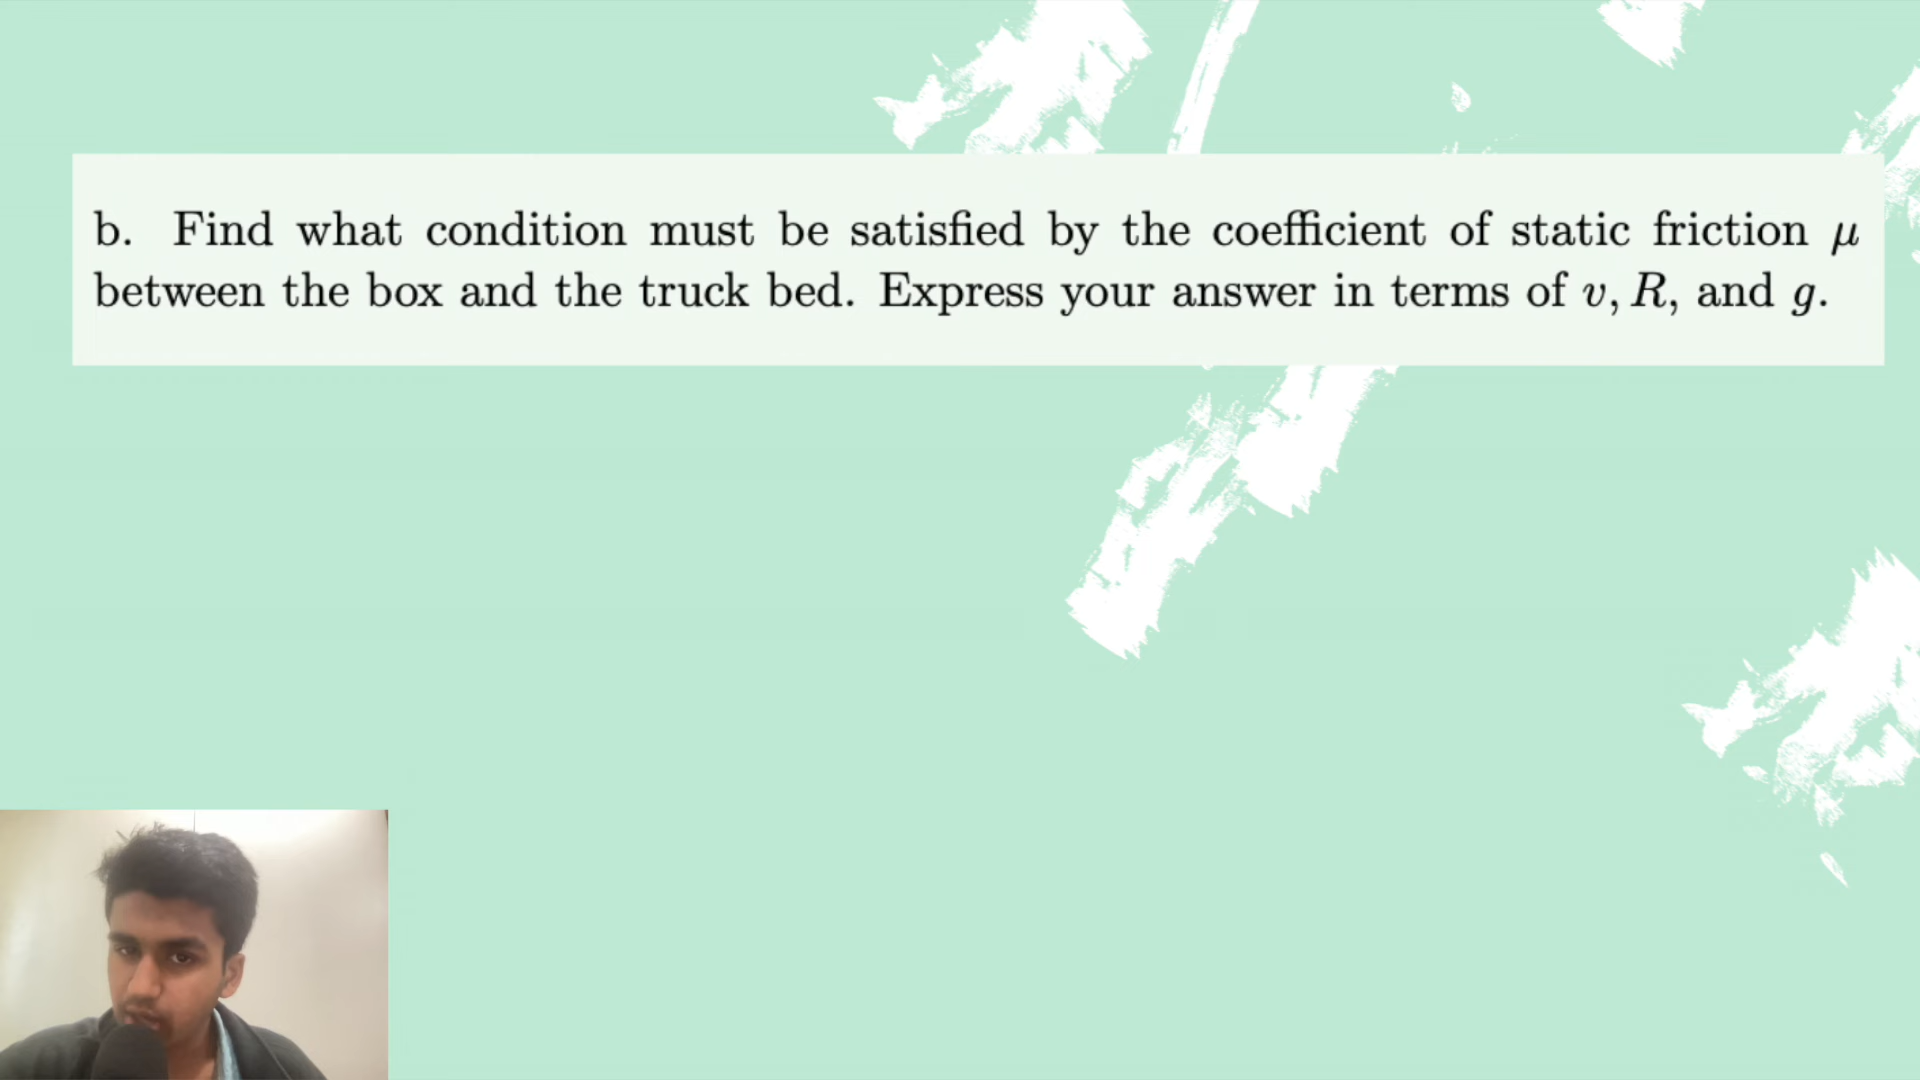 b. Find what condition must be satisfied by the coefficient of static friction μ
between the box and the truck bed. Express your answer in terms of v, R, and g.